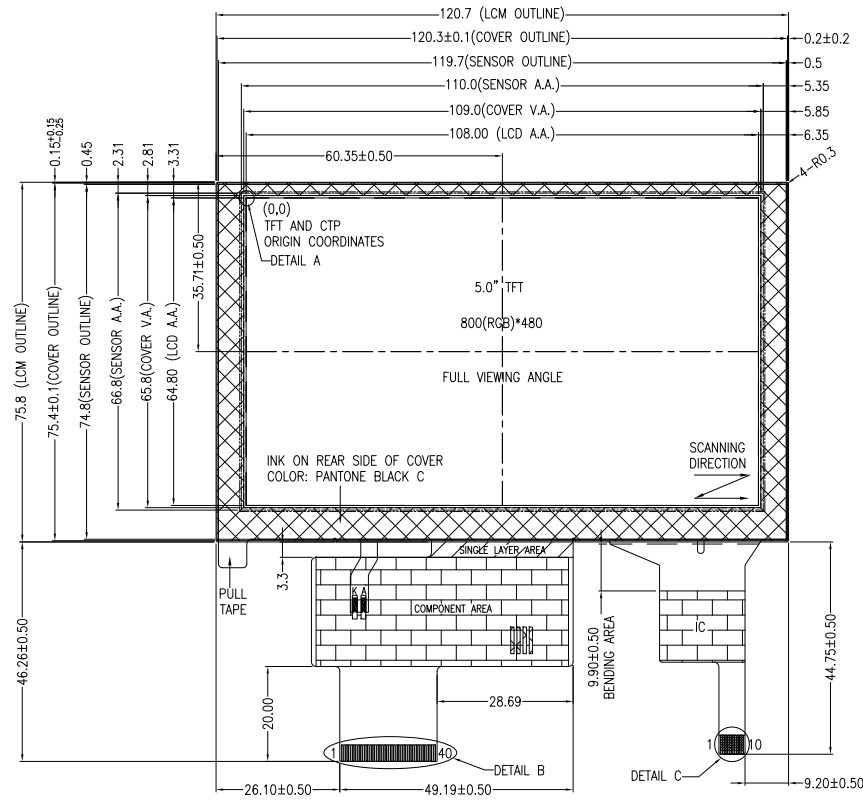 120.7 (LCM OUTLINE)
120.3±0.1(COVER OUTLINE)
0.2±0.2
119.7(SENSOR OUTLINE)
0.5
110.0(SENSOR A.A.)
5.35
109.0(COVER V.A.)
5.85
108.00 (LCD A.A.)
6.35
60.35±0.50
0.15+0.15-0.25
0.45
2.31
2.81
3.31
4-R0.3
(0,0)
TFT AND CTP
ORIGIN COORDINATES
DETAIL A
35.71±0.50
5.0" TFT
800(RGB)*480
FULL VIEWING ANGLE
75.8 (LCM OUTLINE)
75.4±0.1(COVER OUTLINE)
74.8(SENSOR OUTLINE)
66.8(SENSOR A.A.)
65.8(COVER V.A.)
64.80 (LCD A.A.)
INK ON REAR SIDE OF COVER
COLOR: PANTONE BLACK C
SCANNING
DIRECTION
SINGLE LAYER AREA
PULL
TAPE
3.3
K A
COMPONENT AREA
IC
9.90±0.50
BENDING AREA
46.26±0.50
44.75±0.50
20.00
28.69
1
40
DETAIL B
1
10
DETAIL C
26.10±0.50
49.19±0.50
9.20±0.50